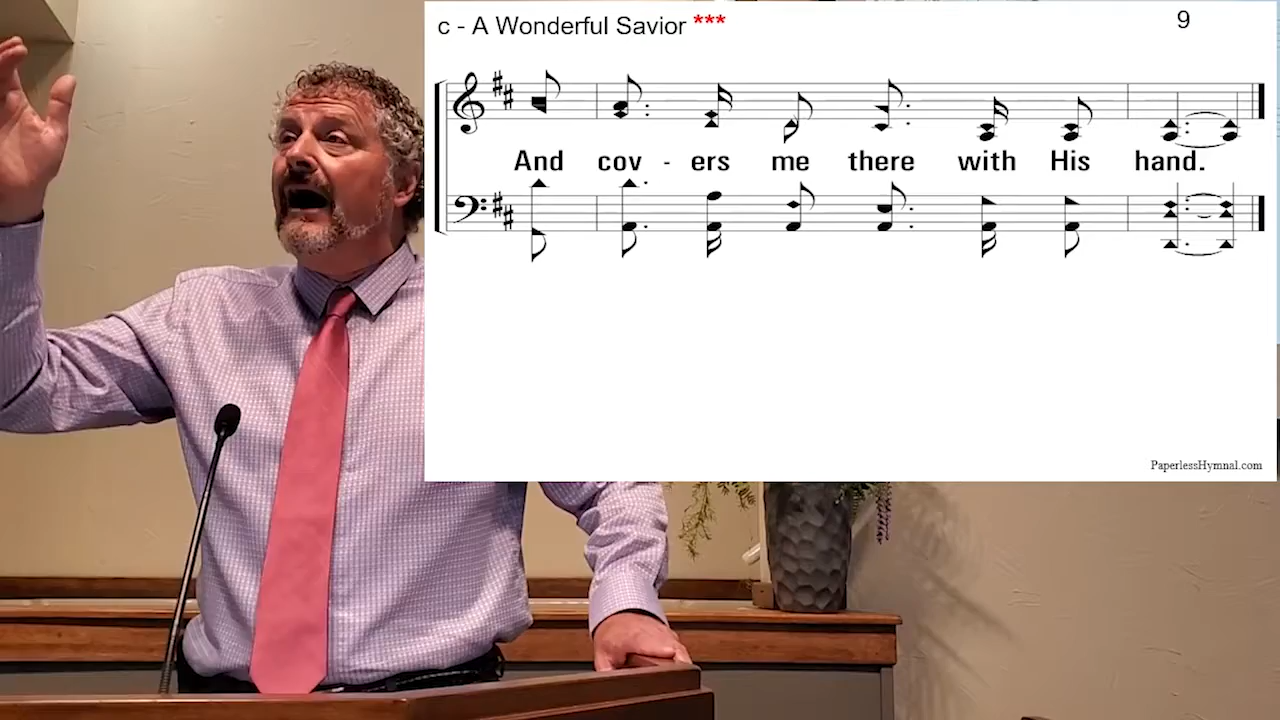 c - A Wonderful Savior ***
9
And cov - ers me there with His hand.
PaperlessHymnal.com